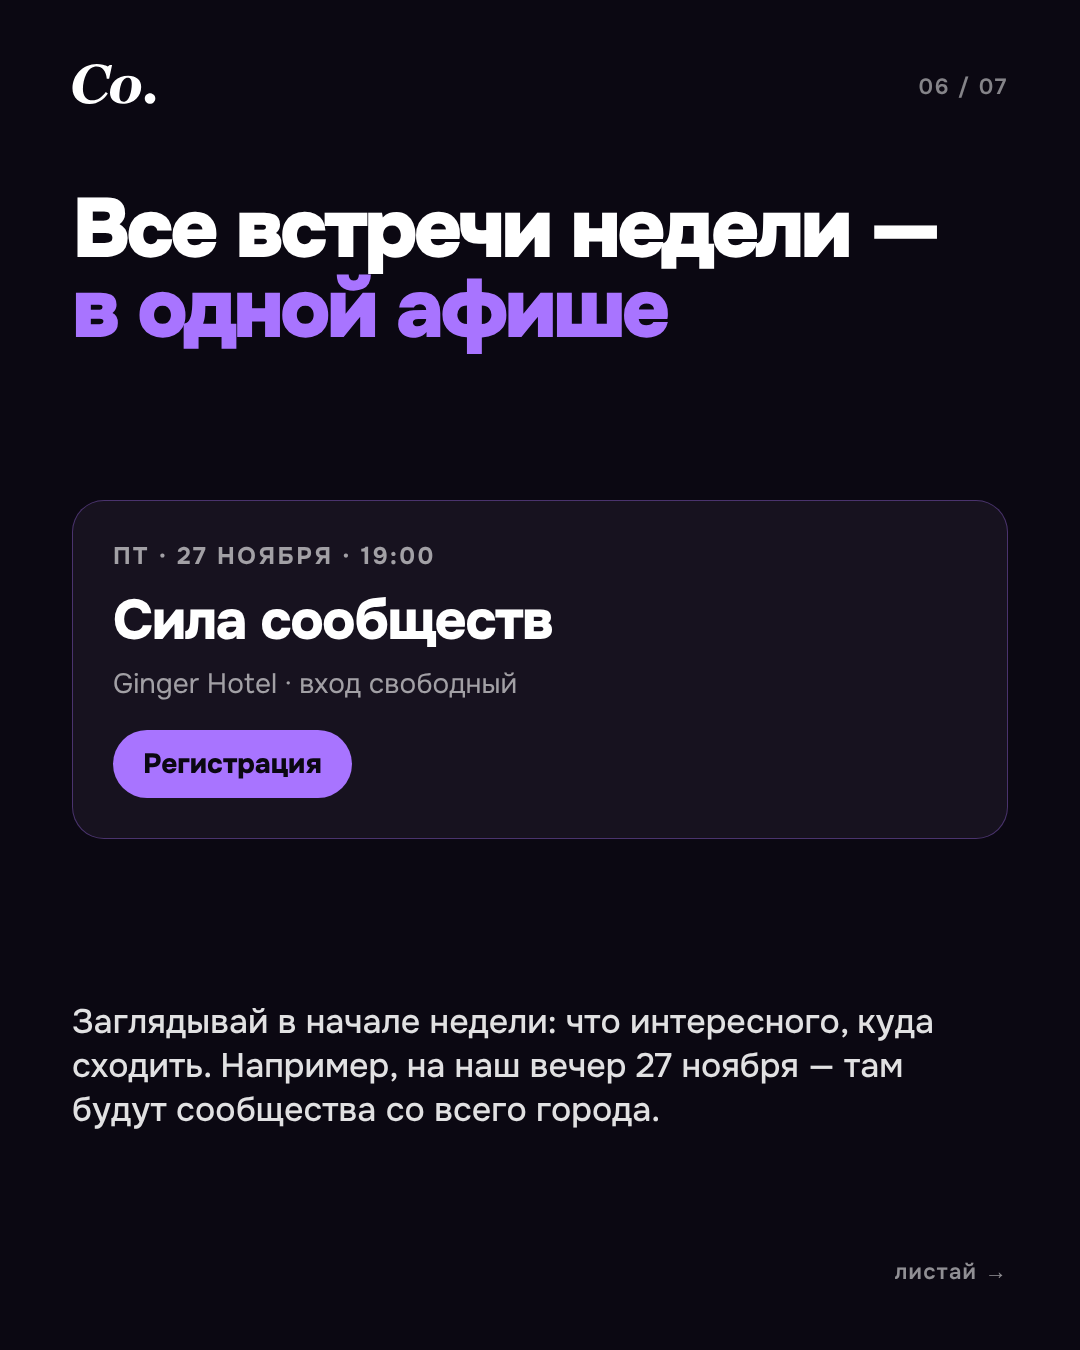 Co.
06 / 07
Все встречи недели —
в одной афише
ПТ · 27 НОЯБРЯ · 19:00
Сила сообществ
Ginger Hotel · вход свободный
Регистрация
Заглядывай в начале недели: что интересного, куда
сходить. Например, на наш вечер 27 ноября — там
будут сообщества со всего города.
листай →